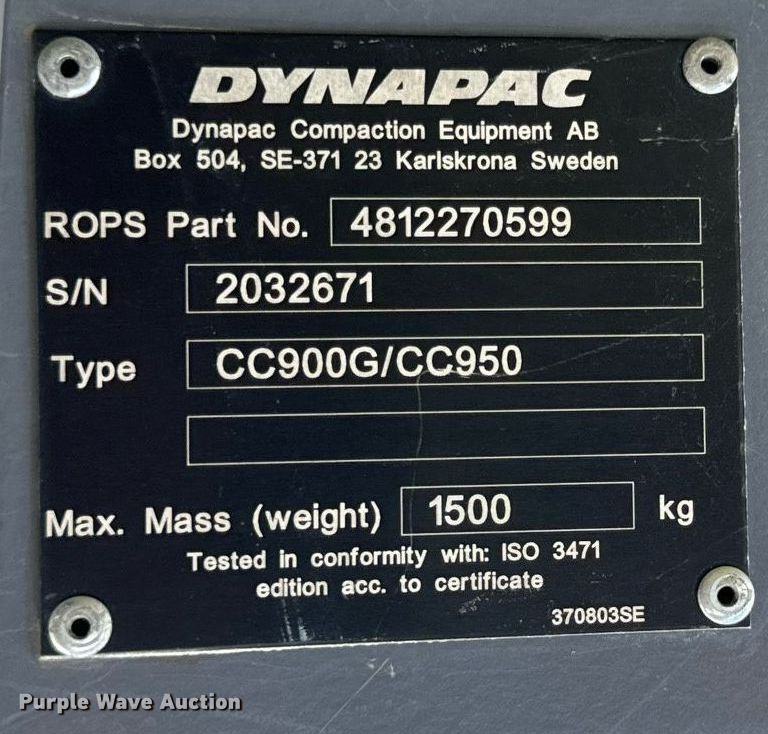 DYNAPAC
Dynapac Compaction Equipment AB
Box 504, SE-371 23 Karlskrona Sweden
ROPS Part No. 4812270599
S/N 2032671
Type CC900G/CC950
Max. Mass (weight) 1500 kg
Tested in conformity with: ISO 3471
edition acc. to certificate
370803SE
Purple Wave Auction